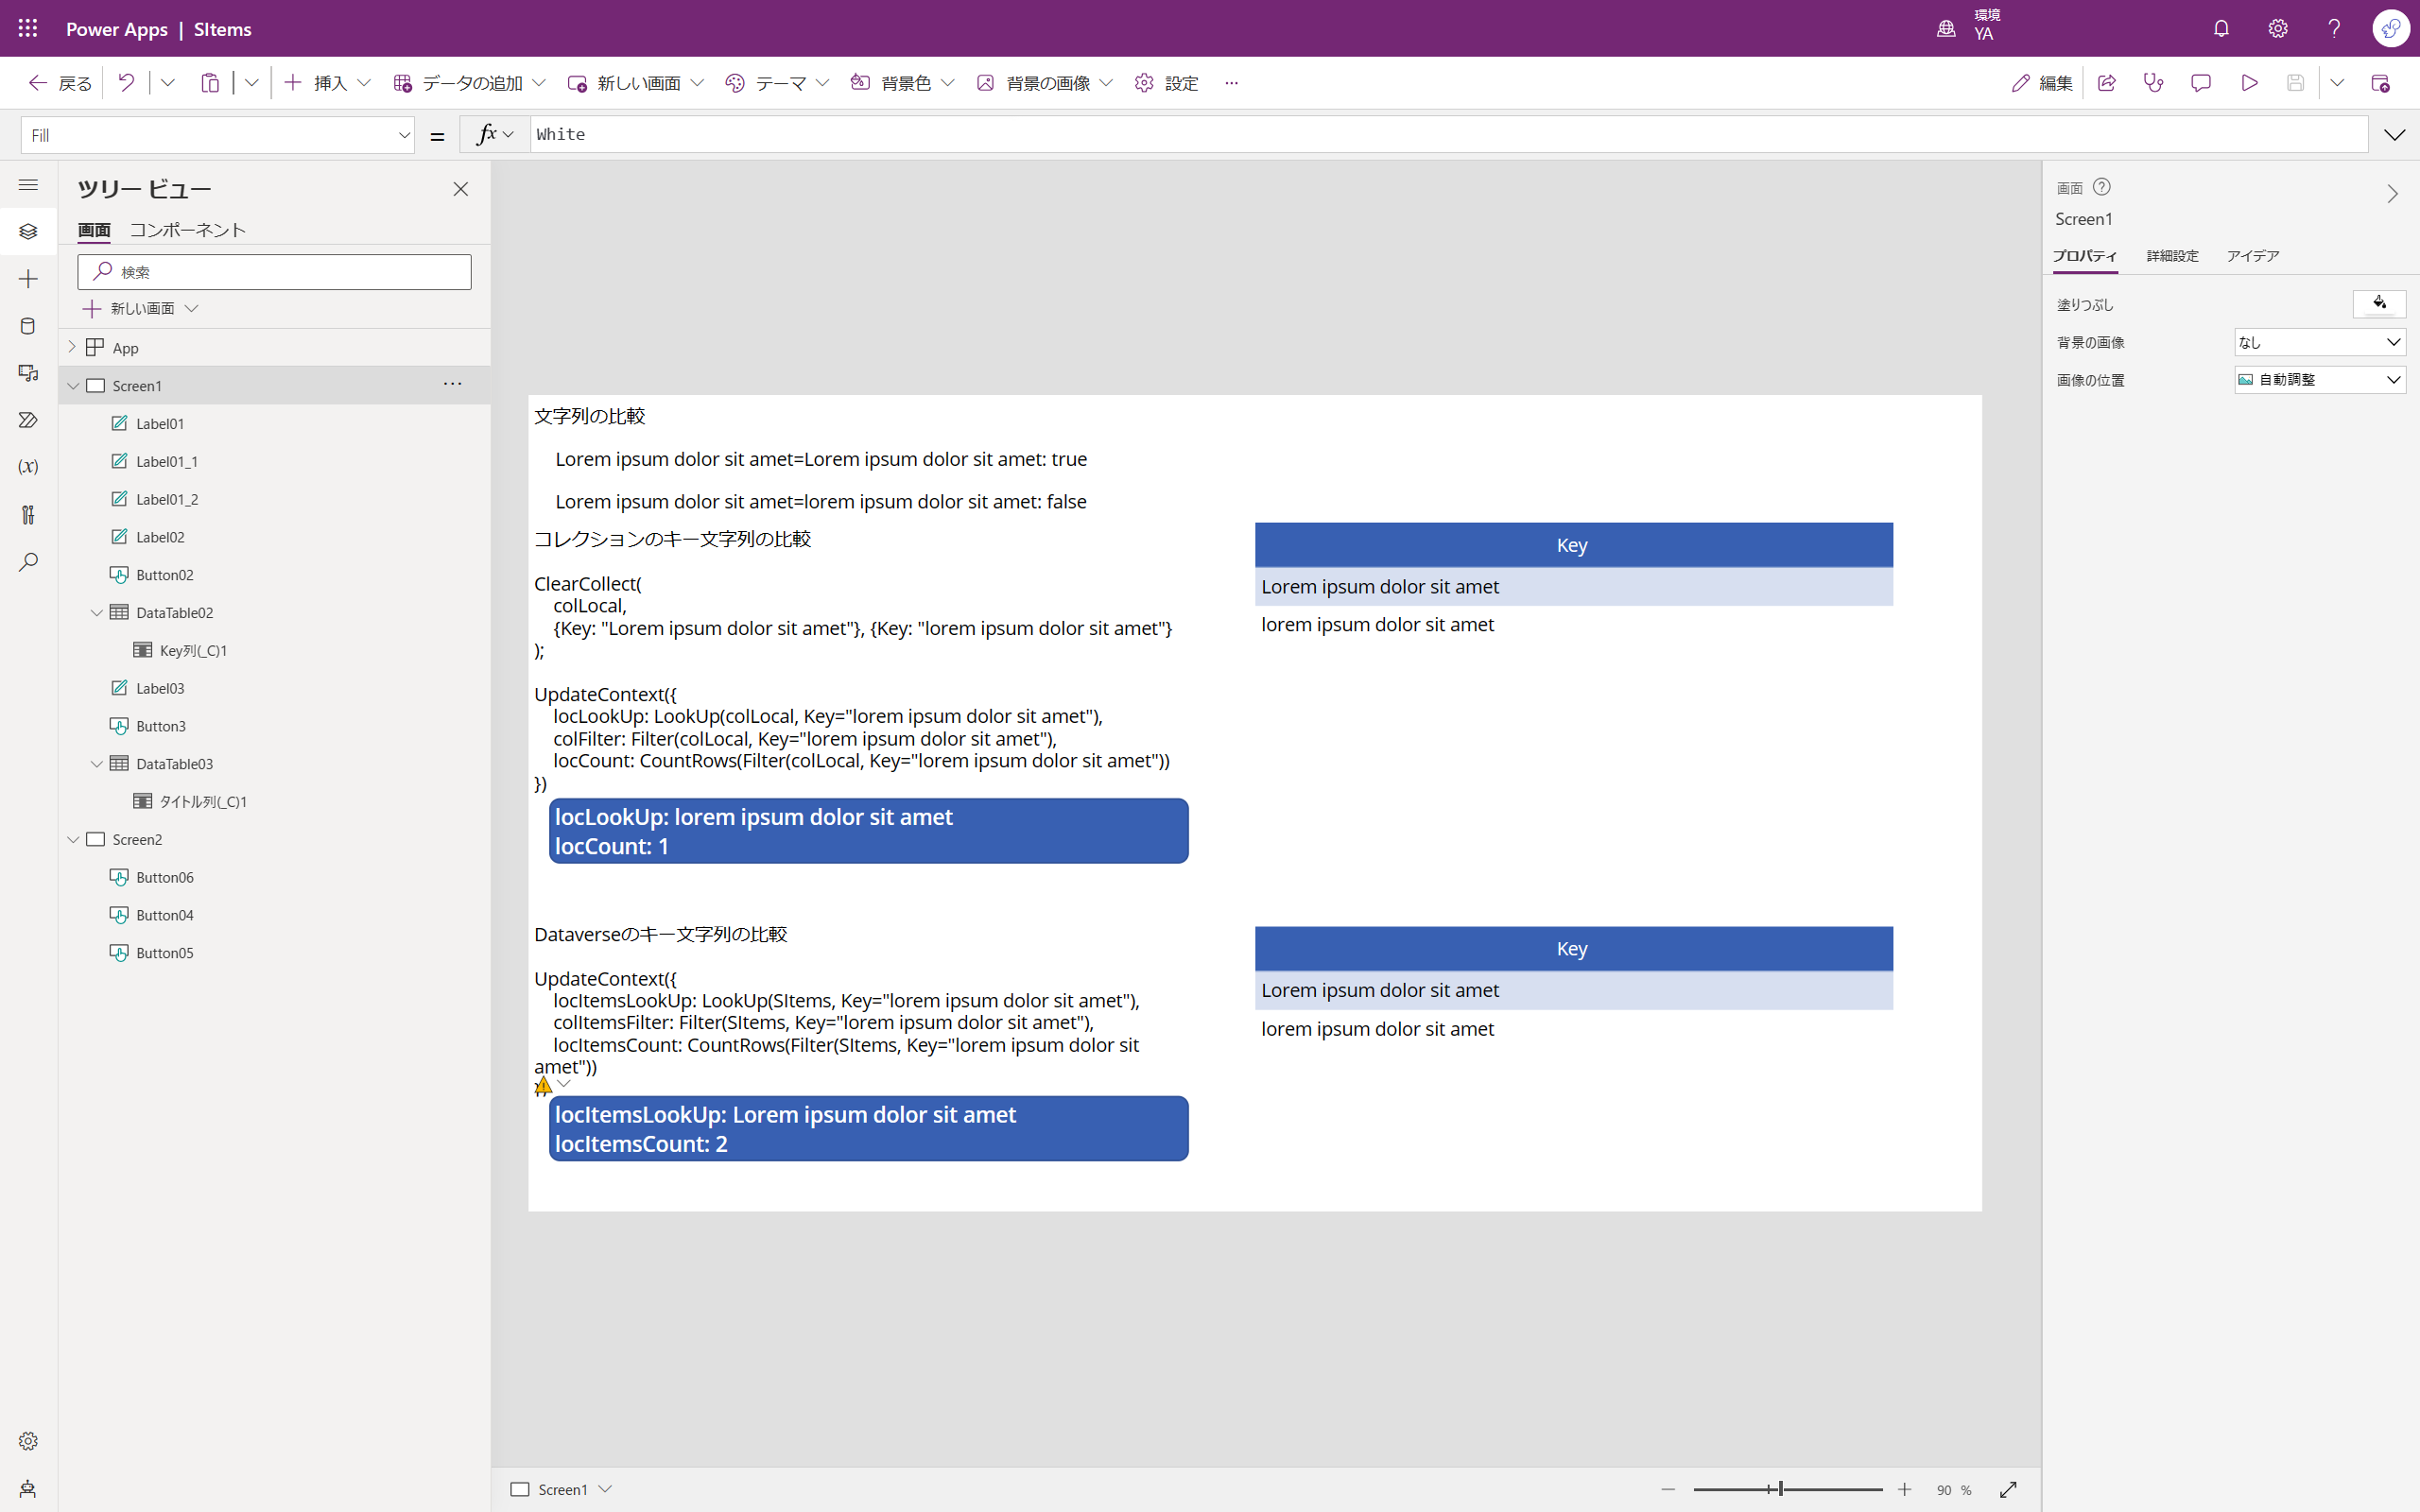 Power Apps | SItems
環境
YA
戻る
挿入
データの追加
新しい画面
テーマ
背景色
背景の画像
設定
編集
Fill
=
fx
White
ツリー ビュー
画面
コンポーネント
検索
新しい画面
App
Screen1
Label01
Label01_1
Label01_2
Label02
Button02
DataTable02
Key列(_C)1
Label03
Button3
DataTable03
タイトル列(_C)1
Screen2
Button06
Button04
Button05
文字列の比較
Lorem ipsum dolor sit amet=Lorem ipsum dolor sit amet: true
Lorem ipsum dolor sit amet=lorem ipsum dolor sit amet: false
コレクションのキー文字列の比較
ClearCollect(
colLocal,
{Key: "Lorem ipsum dolor sit amet"}, {Key: "lorem ipsum dolor sit amet"}
);
UpdateContext({
locLookUp: LookUp(colLocal, Key="lorem ipsum dolor sit amet"),
colFilter: Filter(colLocal, Key="lorem ipsum dolor sit amet"),
locCount: CountRows(Filter(colLocal, Key="lorem ipsum dolor sit amet"))
})
locLookUp: lorem ipsum dolor sit amet
locCount: 1
Key
Lorem ipsum dolor sit amet
lorem ipsum dolor sit amet
Dataverseのキー文字列の比較
UpdateContext({
locItemsLookUp: LookUp(SItems, Key="lorem ipsum dolor sit amet"),
colItemsFilter: Filter(SItems, Key="lorem ipsum dolor sit amet"),
locItemsCount: CountRows(Filter(SItems, Key="lorem ipsum dolor sit
amet"))
locItemsLookUp: Lorem ipsum dolor sit amet
locItemsCount: 2
Key
Lorem ipsum dolor sit amet
lorem ipsum dolor sit amet
Screen1
90 %
画面
Screen1
プロパティ
詳細設定
アイデア
塗りつぶし
背景の画像
なし
画像の位置
自動調整